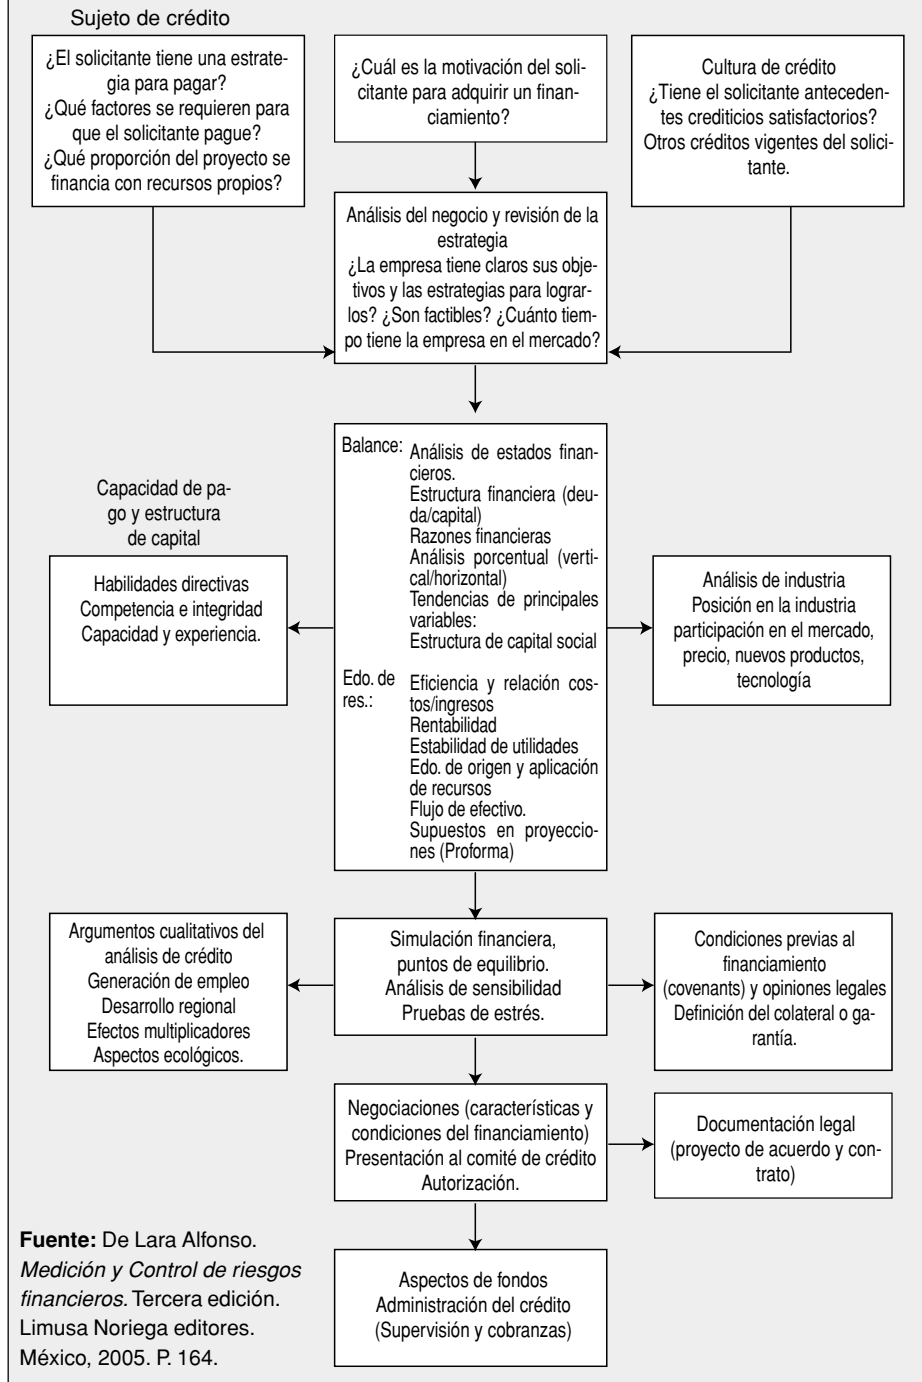 Sujeto de crédito
¿El solicitante tiene una estrate-
gia para pagar?
¿Qué factores se requieren para
que el solicitante pague?
¿Qué proporción del proyecto se
financia con recursos propios?
¿Cuál es la motivación del soli-
citante para adquirir un finan-
ciamiento?
Cultura de crédito
¿Tiene el solicitante anteceden-
tes crediticios satisfactorios?
Otros créditos vigentes del solici-
tante.
Análisis del negocio y revisión de la
estrategia
¿La empresa tiene claros sus obje-
tivos y las estrategias para lograr-
los? ¿Son factibles? ¿Cuánto tiem-
po tiene la empresa en el mercado?
Balance: Análisis de estados finan-
cieros.
Estructura financiera (deu-
da/capital)
Razones financieras
Análisis porcentual (verti-
cal/horizontal)
Tendencias de principales
variables:
Estructura de capital social
Edo. de Eficiencia y relación cos-
res.: tos/ingresos
Rentabilidad
Estabilidad de utilidades
Edo. de origen y aplicación
de recursos
Flujo de efectivo.
Supuestos en proyeccio-
nes (Proforma)
Capacidad de pa-
go y estructura
de capital
Habilidades directivas
Competencia e integridad
Capacidad y experiencia.
Análisis de industria
Posición en la industria
participación en el mercado,
precio, nuevos productos,
tecnología
Argumentos cualitativos del
análisis de crédito
Generación de empleo
Desarrollo regional
Efectos multiplicadores
Aspectos ecológicos.
Simulación financiera,
puntos de equilibrio.
Análisis de sensibilidad
Pruebas de estrés.
Condiciones previas al
financiamiento
(covenants) y opiniones legales
Definición del colateral o ga-
rantía.
Negociaciones (características y
condiciones del financiamiento)
Presentación al comité de crédito
Autorización.
Documentación legal
(proyecto de acuerdo y con-
trato)
Aspectos de fondos
Administración del crédito
(Supervisión y cobranzas)
Fuente: De Lara Alfonso.
Medición y Control de riesgos
financieros. Tercera edición.
Limusa Noriega editores.
México, 2005. P. 164.